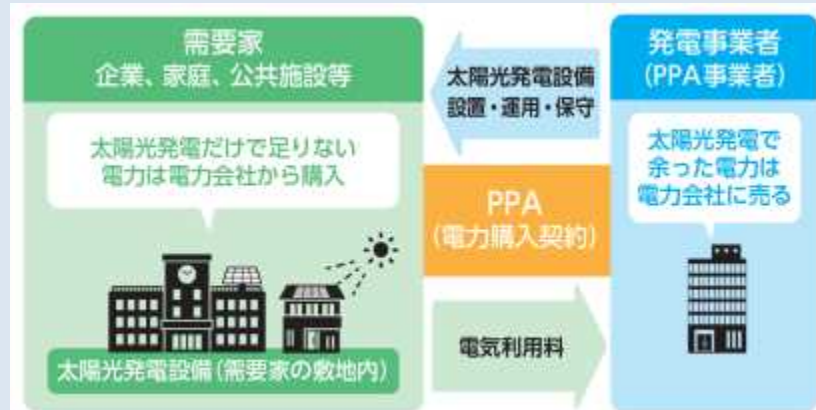 需要家
企業、家庭、公共施設等
太陽光発電だけで足りない
電力は電力会社から購入
太陽光発電設備(需要家の敷地内)
太陽光発電設備
設置・運用・保守
PPA
(電力購入契約)
電気利用料
発電事業者
(PPA事業者)
太陽光発電で
余った電力は
電力会社に売る